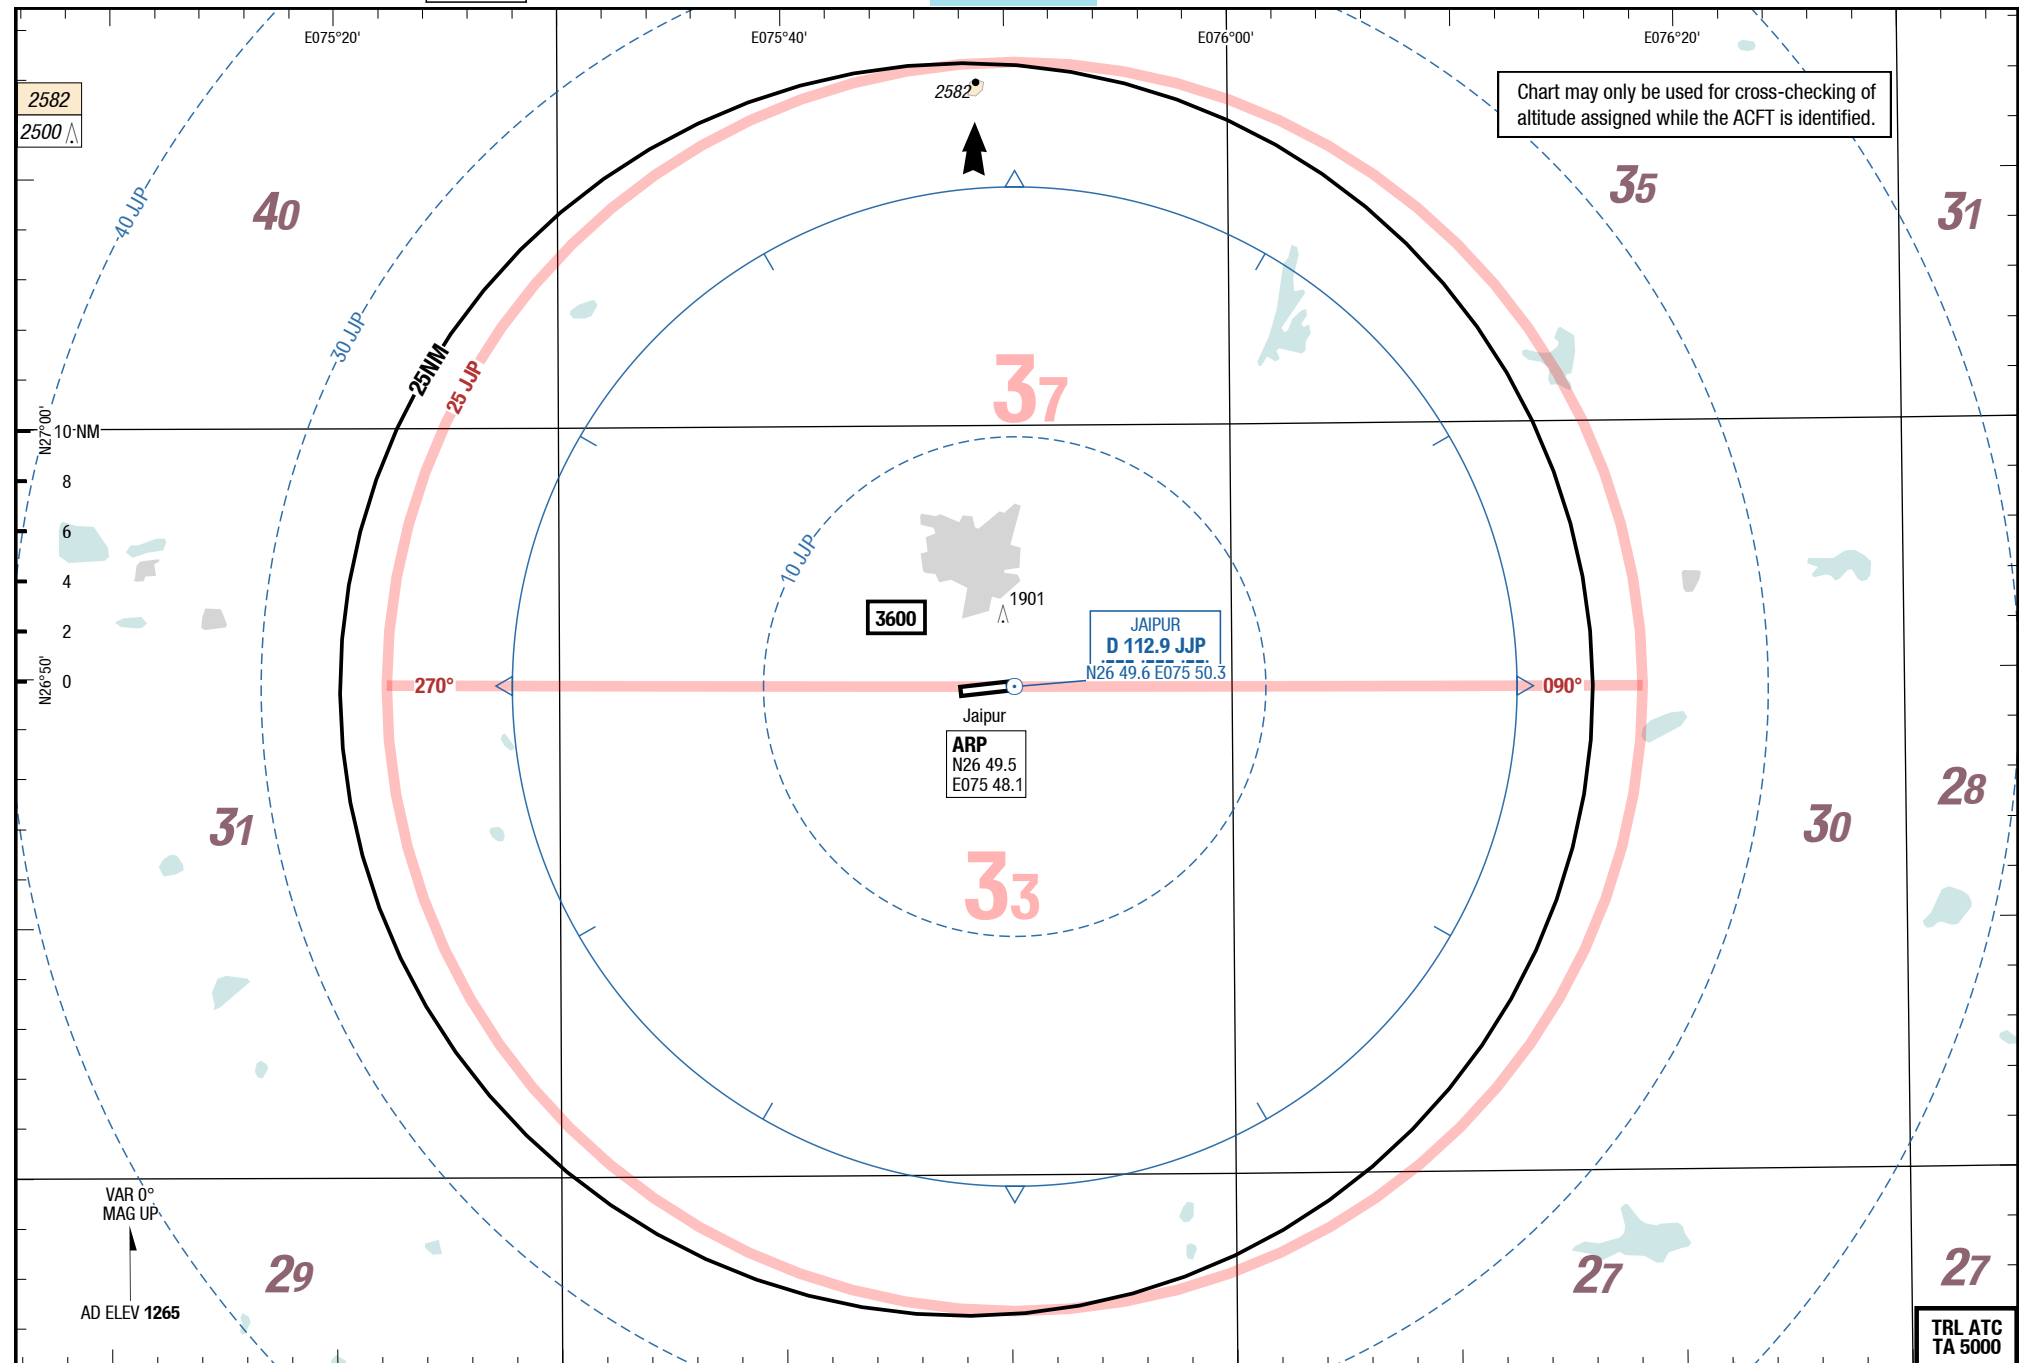 E075°20'
E075°40'
E076°00'
E076°20'
2582
2500
2582
Chart may only be used for cross-checking of
altitude assigned while the ACFT is identified.
40 JJP
40
35
31
30 JJP
25NM
25 JJP
37
N27°00'
10 NM
8
6
4
2
0
N26°50'
10 JJP
1901
3600
JAIPUR
D 112.9 JJP
N26 49.6 E075 50.3
270°
090°
Jaipur
ARP
N26 49.5
E075 48.1
31
33
30
28
VAR 0°
MAG UP
AD ELEV 1265
29
27
27
TRL ATC
TA 5000